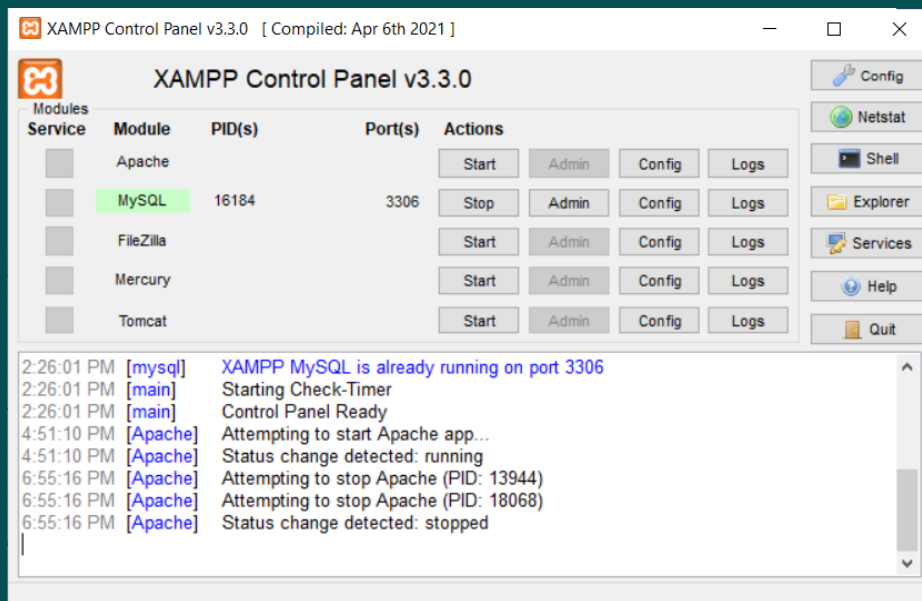 XAMPP Control Panel v3.3.0 [ Compiled: Apr 6th 2021 ]
XAMPP Control Panel v3.3.0
Config
Modules
Service Module PID(s) Port(s) Actions
Netstat
Apache Start Admin Config Logs
Shell
MySQL 16184 3306 Stop Admin Config Logs
Explorer
FileZilla Start Admin Config Logs
Services
Mercury Start Admin Config Logs
Help
Tomcat Start Admin Config Logs
Quit
2:26:01 PM [mysql] XAMPP MySQL is already running on port 3306
2:26:01 PM [main] Starting Check-Timer
2:26:01 PM [main] Control Panel Ready
4:51:10 PM [Apache] Attempting to start Apache app...
4:51:10 PM [Apache] Status change detected: running
6:55:16 PM [Apache] Attempting to stop Apache (PID: 13944)
6:55:16 PM [Apache] Attempting to stop Apache (PID: 18068)
6:55:16 PM [Apache] Status change detected: stopped